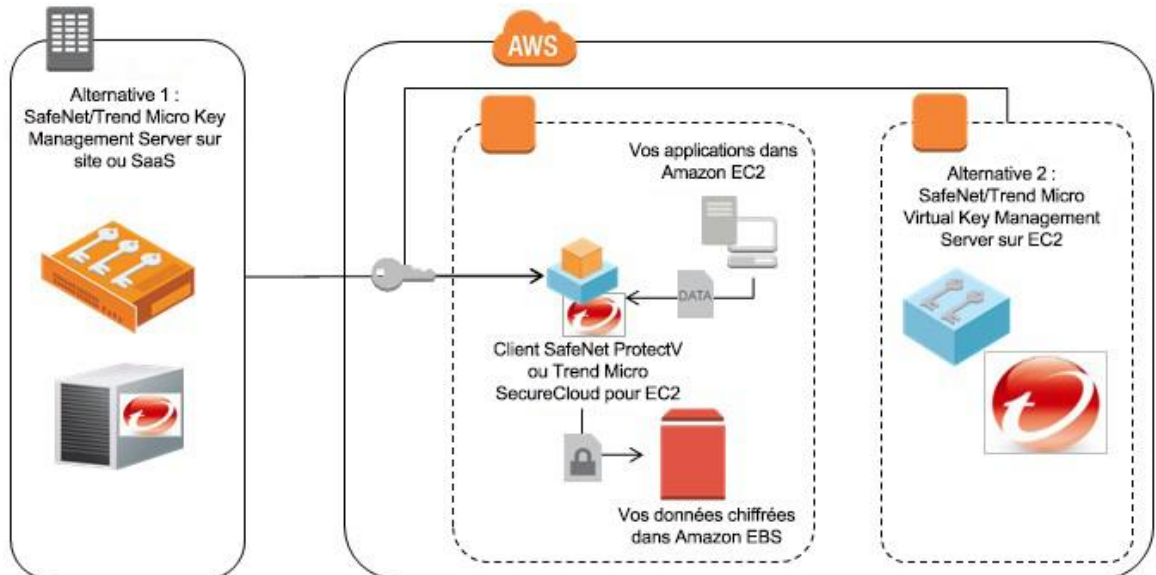 AWS
Alternative 1 :
SafeNet/Trend Micro Key
Management Server sur
site ou SaaS
Vos applications dans
Amazon EC2
DATA
Client SafeNet ProtectV
ou Trend Micro
SecureCloud pour EC2
Vos données chiffrées
dans Amazon EBS
Alternative 2 :
SafeNet/Trend Micro
Virtual Key Management
Server sur EC2